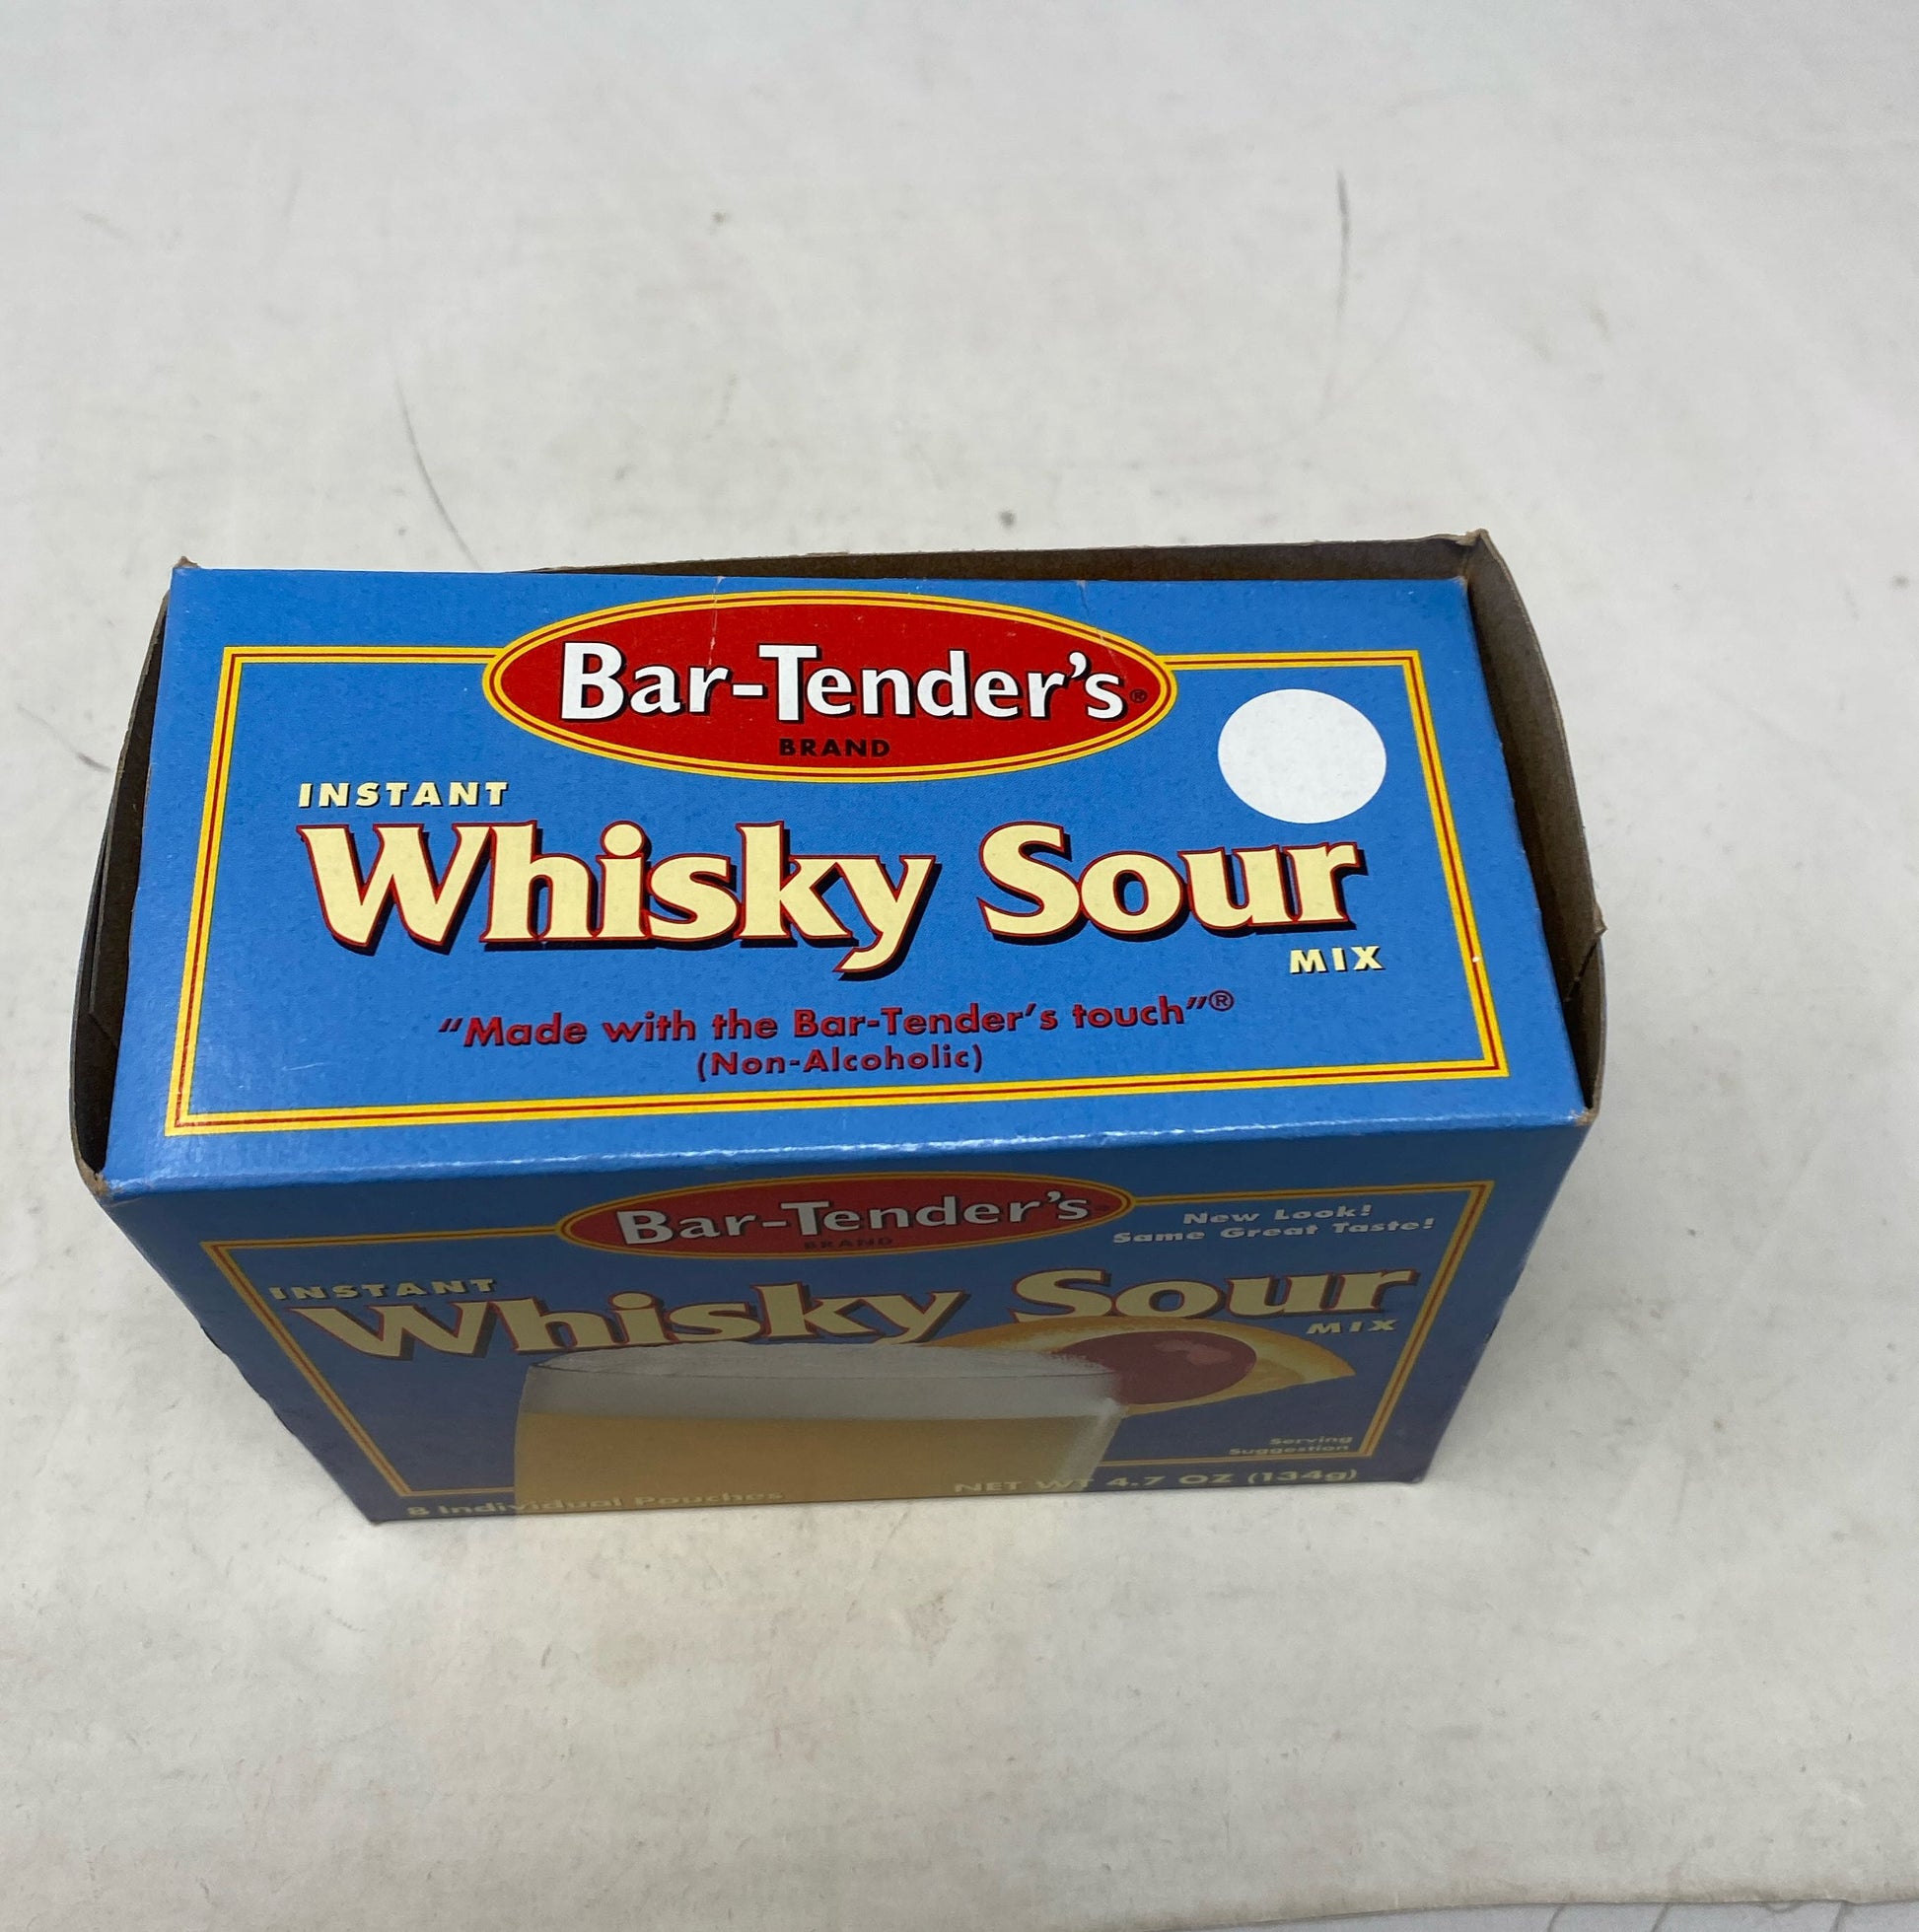 Bar-Tender's®
BRAND
INSTANT
Whisky Sour
MIX
"Made with the Bar-Tender's touch"®
(Non-Alcoholic)
Bar-Tender's
BRAND
New Look!
Same Great Taste!
INSTANT
Whisky Sour
MIX
Serving
Suggestion
8 Individual Pouches
NET WT 4.7 OZ (134g)